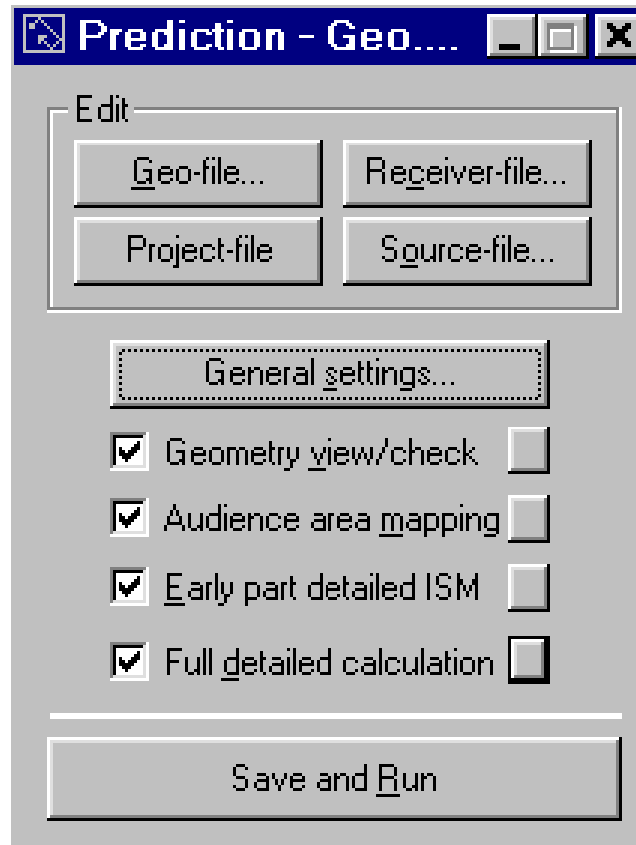 Prediction - Geo....
Edit
Geo-file...
Receiver-file...
Project-file
Source-file...
General settings...
Geometry view/check
Audience area mapping
Early part detailed ISM
Full detailed calculation
Save and Run